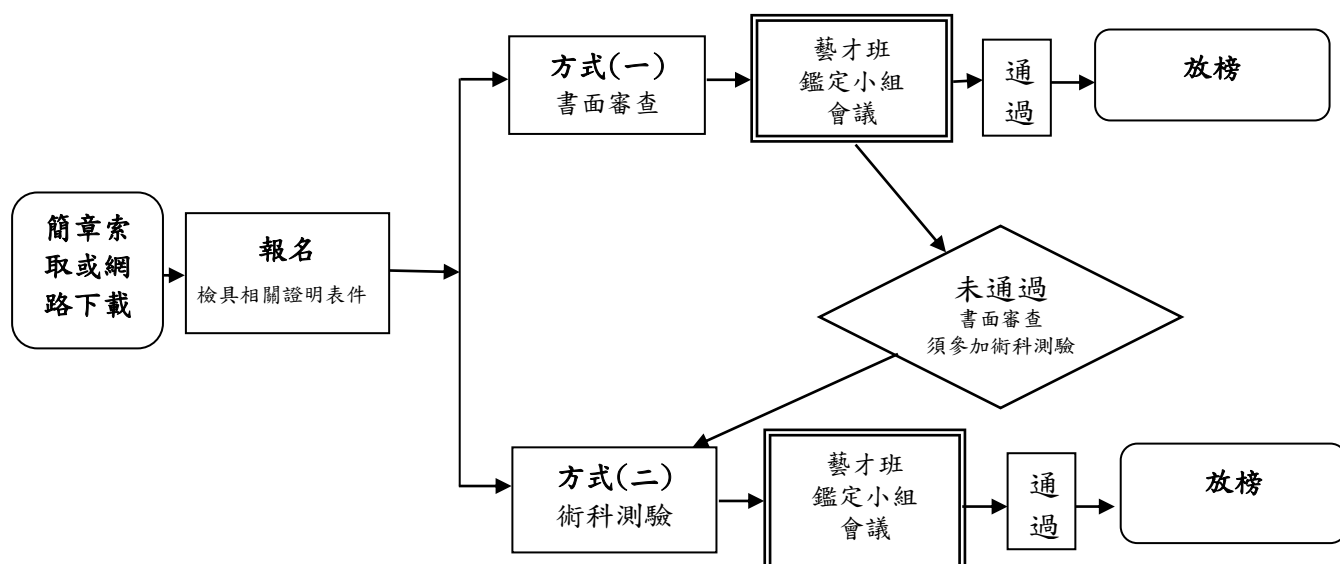 簡章索
取或網
路下載
報名
檢具相關證明表件
方式(一)
書面審查
藝才班
鑑定小組
會議
通
過
放榜
未通過
書面審查
須參加術科測驗
方式(二)
術科測驗
藝才班
鑑定小組
會議
通
過
放榜